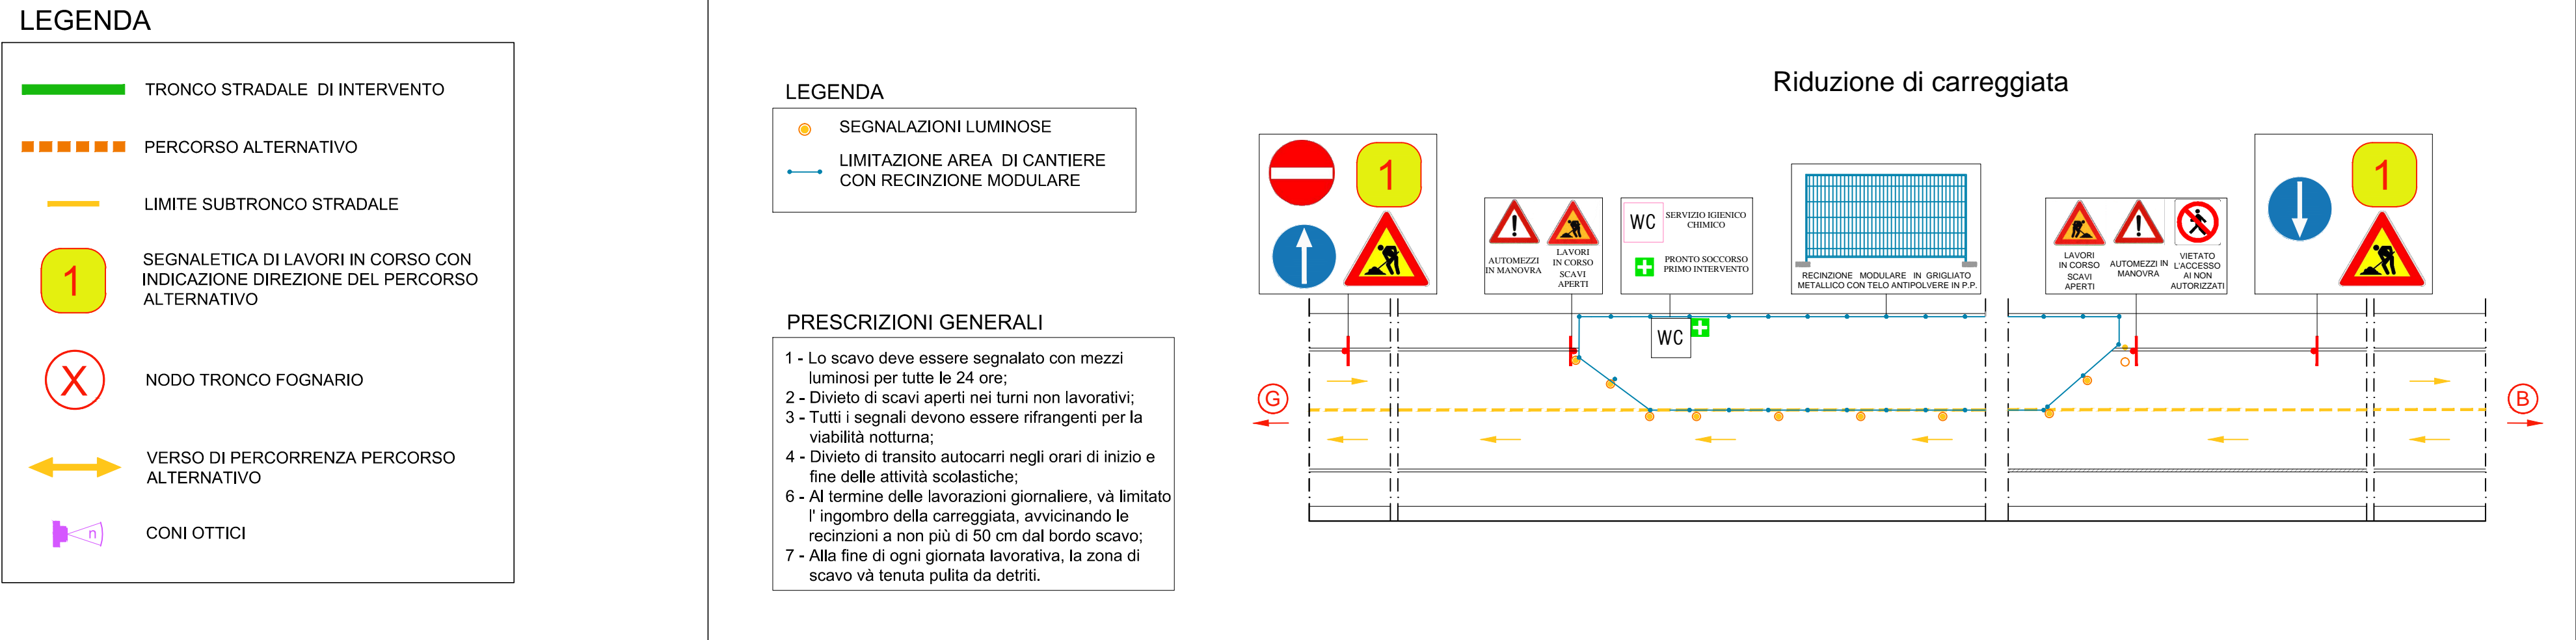 LEGENDA
TRONCO STRADALE DI INTERVENTO
PERCORSO ALTERNATIVO
LIMITE SUBTRONCO STRADALE
1
SEGNALETICA DI LAVORI IN CORSO CON
INDICAZIONE DIREZIONE DEL PERCORSO
ALTERNATIVO
X
NODO TRONCO FOGNARIO
VERSO DI PERCORRENZA PERCORSO
ALTERNATIVO
n
CONI OTTICI
LEGENDA
SEGNALAZIONI LUMINOSE
LIMITAZIONE AREA DI CANTIERE
CON RECINZIONE MODULARE
PRESCRIZIONI GENERALI
1 - Lo scavo deve essere segnalato con mezzi
luminosi per tutte le 24 ore;
2 - Divieto di scavi aperti nei turni non lavorativi;
3 - Tutti i segnali devono essere rifrangenti per la
viabilità notturna;
4 - Divieto di transito autocarri negli orari di inizio e
fine delle attività scolastiche;
6 - Al termine delle lavorazioni giornaliere, và limitato
l' ingombro della carreggiata, avvicinando le
recinzioni a non più di 50 cm dal bordo scavo;
7 - Alla fine di ogni giornata lavorativa, la zona di
scavo và tenuta pulita da detriti.
Riduzione di carreggiata
1
AUTOMEZZI
IN MANOVRA
LAVORI
IN CORSO
SCAVI
APERTI
WC
SERVIZIO IGIENICO
CHIMICO
PRONTO SOCCORSO
PRIMO INTERVENTO
RECINZIONE MODULARE IN GRIGLIATO
METALLICO CON TELO ANTIPOLVERE IN P.P.
LAVORI
IN CORSO
SCAVI
APERTI
AUTOMEZZI IN
MANOVRA
VIETATO
L'ACCESSO
AI NON
AUTORIZZATI
1
WC
G
B